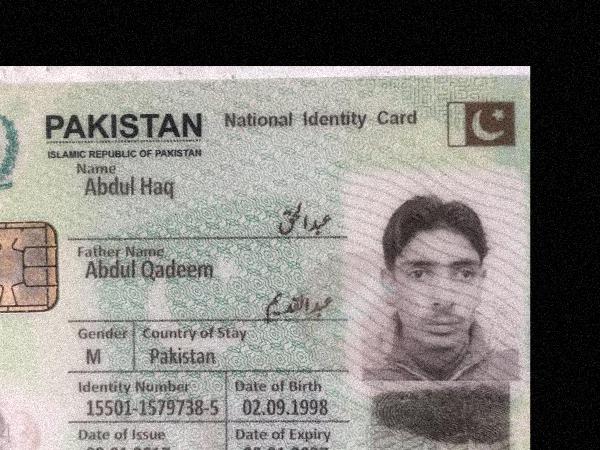 PAKISTAN National Identity Card
ISLAMIC REPUBLIC OF PAKISTAN
Name
Abdul Haq
عبدالحق
Father Name
Abdul Qadeem
عبدالقدیم
Gender Country of Stay
M Pakistan
Identity Number Date of Birth
15501-1579738-5 02.09.1998
Date of Issue Date of Expiry